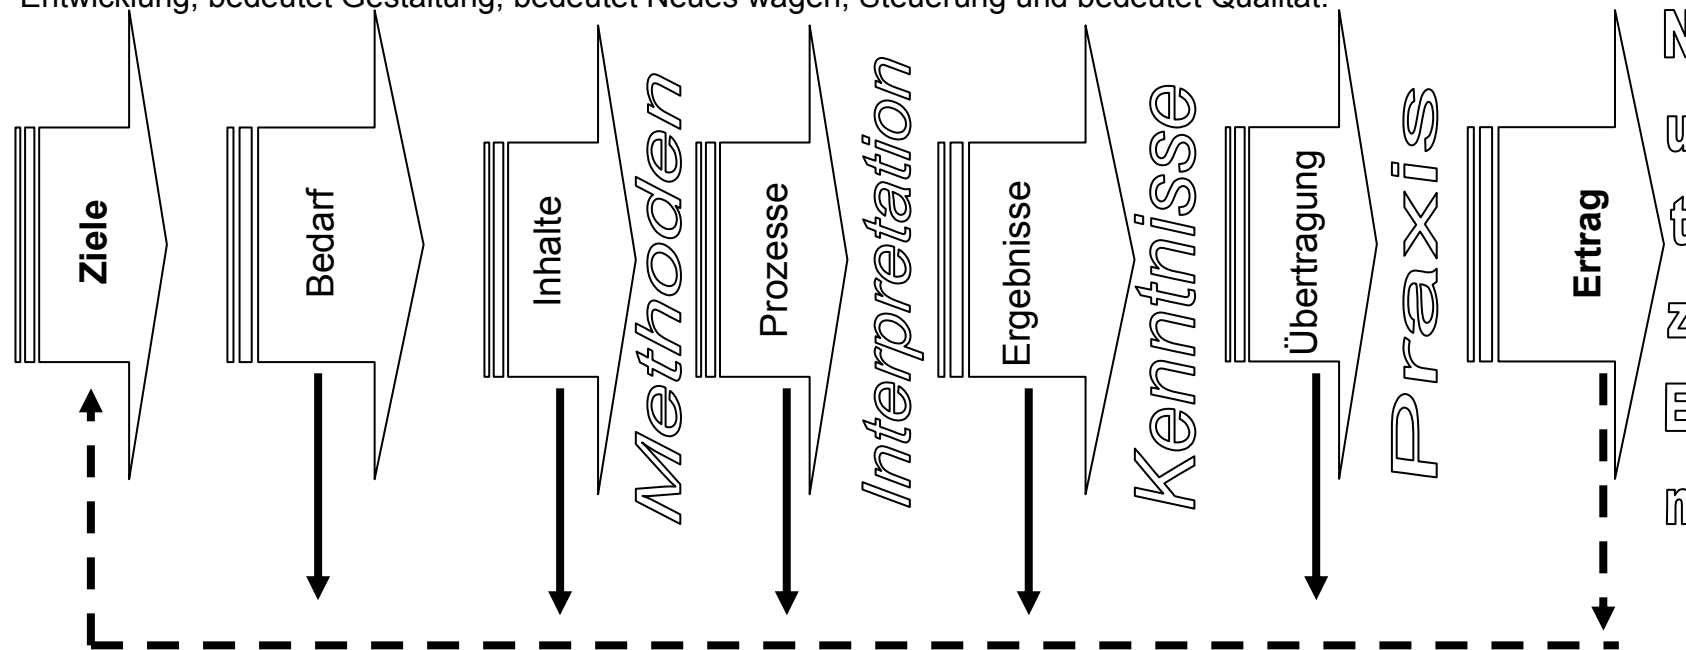 Entwicklung, bedeutet Gestaltung, bedeutet Neues wagen, Steuerung und bedeutet Qualität.
Ziele
Bedarf
Inhalte
Methoden
Prozesse
Interpretation
Ergebnisse
Kenntnisse
Übertragung
Praxis
Ertrag
N
u
t
z
E
n